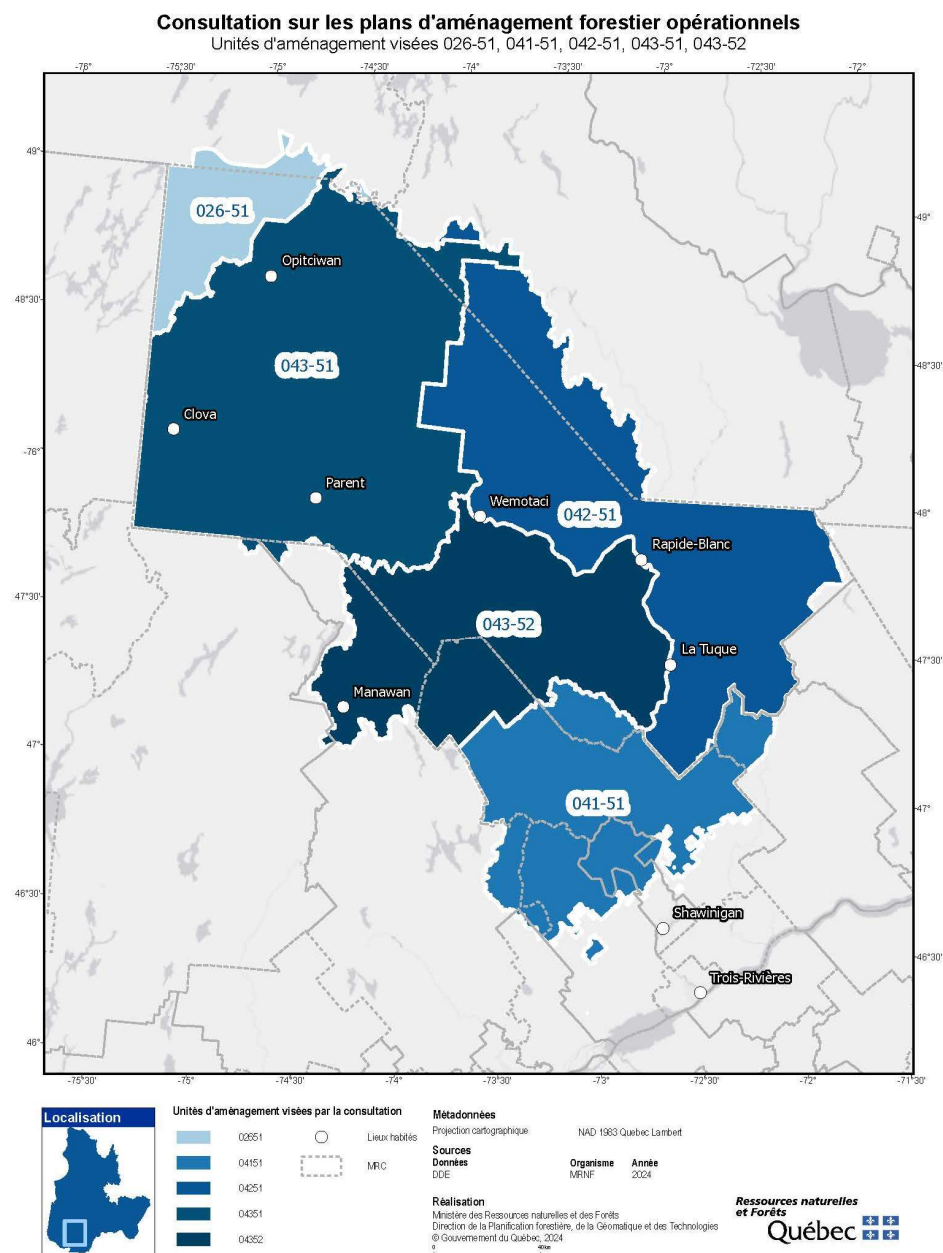 Consultation sur les plans d'aménagement forestier opérationnels
Unités d'aménagement visées 026-51, 041-51, 042-51, 043-51, 043-52
-76° -75°30' -75° -74°30' -74° -73°30' -73° -72°30' -72°
49°
026-51
49°
Opitciwan
48°30'
043-51
48°30'
Clova
-76°
Parent
Wemotaci
042-51
48°
Rapide-Blanc
47°30'
043-52
La Tuque
47°30'
Manawan
47°
041-51
47°
46°30'
Shawinigan
46°30'
Trois-Rivières
46°
-75°30' -75° -74°30' -74° -73°30' -73° -72°30' -72° -71°30'
Localisation
Unités d'aménagement visées par la consultation
02651
04151
04251
04351
04352
Lieux habités
MRC
Métadonnées
Projection cartographique NAD 1983 Quebec Lambert
Sources
Données Organisme Année
DDE MRNF 2024
Réalisation
Ministère des Ressources naturelles et des Forêts
Direction de la Planification forestière, de la Géomatique et des Technologies
© Gouvernement du Québec, 2024
0 40 km
Ressources naturelles
et Forêts
Québec